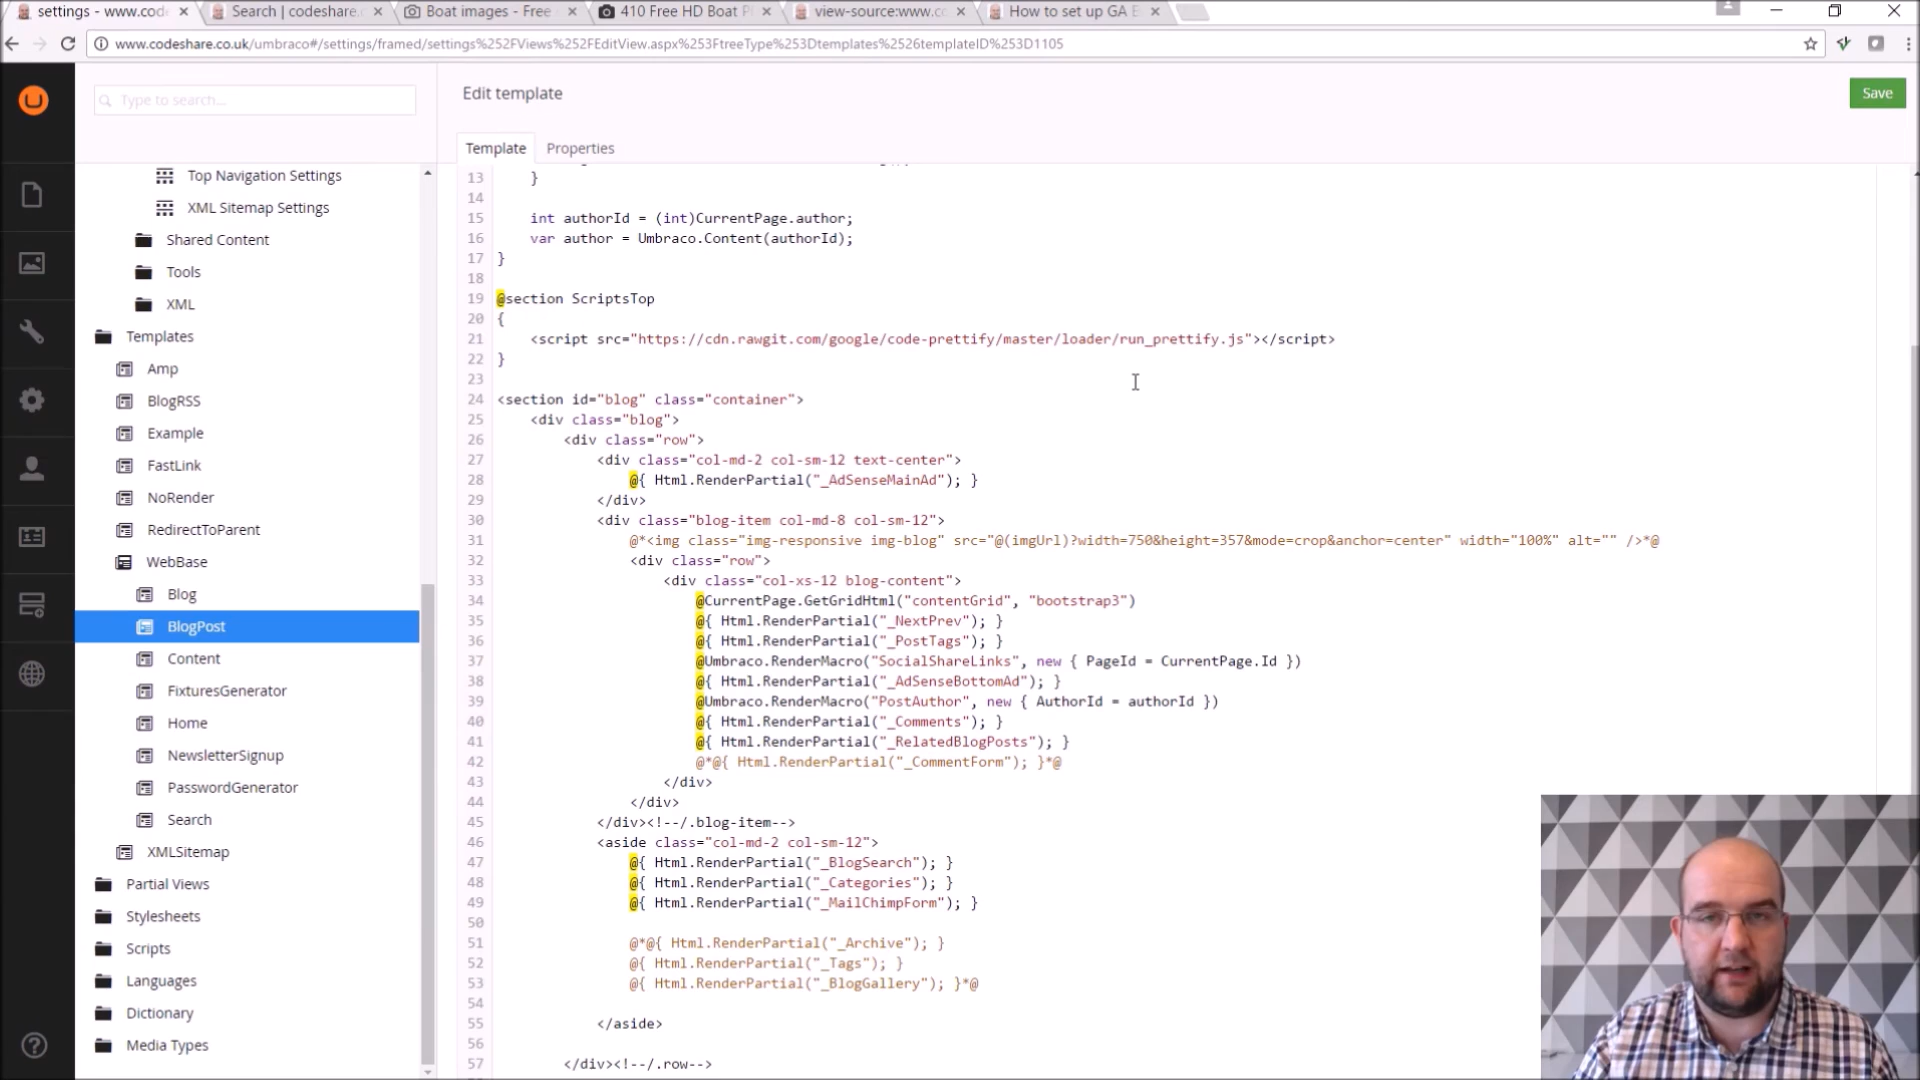 settings - www.cod
Search | codeshare.
Boat images - Free
410 Free HD Boat P
view-source:www.c
How to set up GA E
www.codeshare.co.uk/umbraco#/settings/framed/settings%252FViews%252FEditView.aspx%253FtreeType%253Dtemplates%2526templateID%253D1105
Type to search...
Edit template
Save
Template
Properties
Top Navigation Settings
XML Sitemap Settings
Shared Content
Tools
XML
Templates
Amp
BlogRSS
Example
FastLink
NoRender
RedirectToParent
WebBase
Blog
BlogPost
Content
FixturesGenerator
Home
NewsletterSignup
PasswordGenerator
Search
XMLSitemap
Partial Views
Stylesheets
Scripts
Languages
Dictionary
Media Types
13 }
14
15 int authorId = (int)CurrentPage.author;
16 var author = Umbraco.Content(authorId);
17 }
18
19 @section ScriptsTop
20 {
21 <script src="https://cdn.rawgit.com/google/code-prettify/master/loader/run_prettify.js"></script>
22 }
23
24 <section id="blog" class="container">
25 <div class="blog">
26 <div class="row">
27 <div class="col-md-2 col-sm-12 text-center">
28 @{ Html.RenderPartial("_AdSenseMainAd"); }
29 </div>
30 <div class="blog-item col-md-8 col-sm-12">
31 @*<img class="img-responsive img-blog" src="@(imgUrl)?width=750&height=357&mode=crop&anchor=center" width="100%" alt="" />*@
32 <div class="row">
33 <div class="col-xs-12 blog-content">
34 @CurrentPage.GetGridHtml("contentGrid", "bootstrap3")
35 @{ Html.RenderPartial("_NextPrev"); }
36 @{ Html.RenderPartial("_PostTags"); }
37 @Umbraco.RenderMacro("SocialShareLinks", new { PageId = CurrentPage.Id })
38 @{ Html.RenderPartial("_AdSenseBottomAd"); }
39 @Umbraco.RenderMacro("PostAuthor", new { AuthorId = authorId })
40 @{ Html.RenderPartial("_Comments"); }
41 @{ Html.RenderPartial("_RelatedBlogPosts"); }
42 @*@{ Html.RenderPartial("_CommentForm"); }*@
43 </div>
44 </div>
45 </div><!--/.blog-item-->
46 <aside class="col-md-2 col-sm-12">
47 @{ Html.RenderPartial("_BlogSearch"); }
48 @{ Html.RenderPartial("_Categories"); }
49 @{ Html.RenderPartial("_MailChimpForm"); }
50
51 @*@{ Html.RenderPartial("_Archive"); }
52 @{ Html.RenderPartial("_Tags"); }
53 @{ Html.RenderPartial("_BlogGallery"); }*@
54
55 </aside>
56
57 </div><!--/.row-->